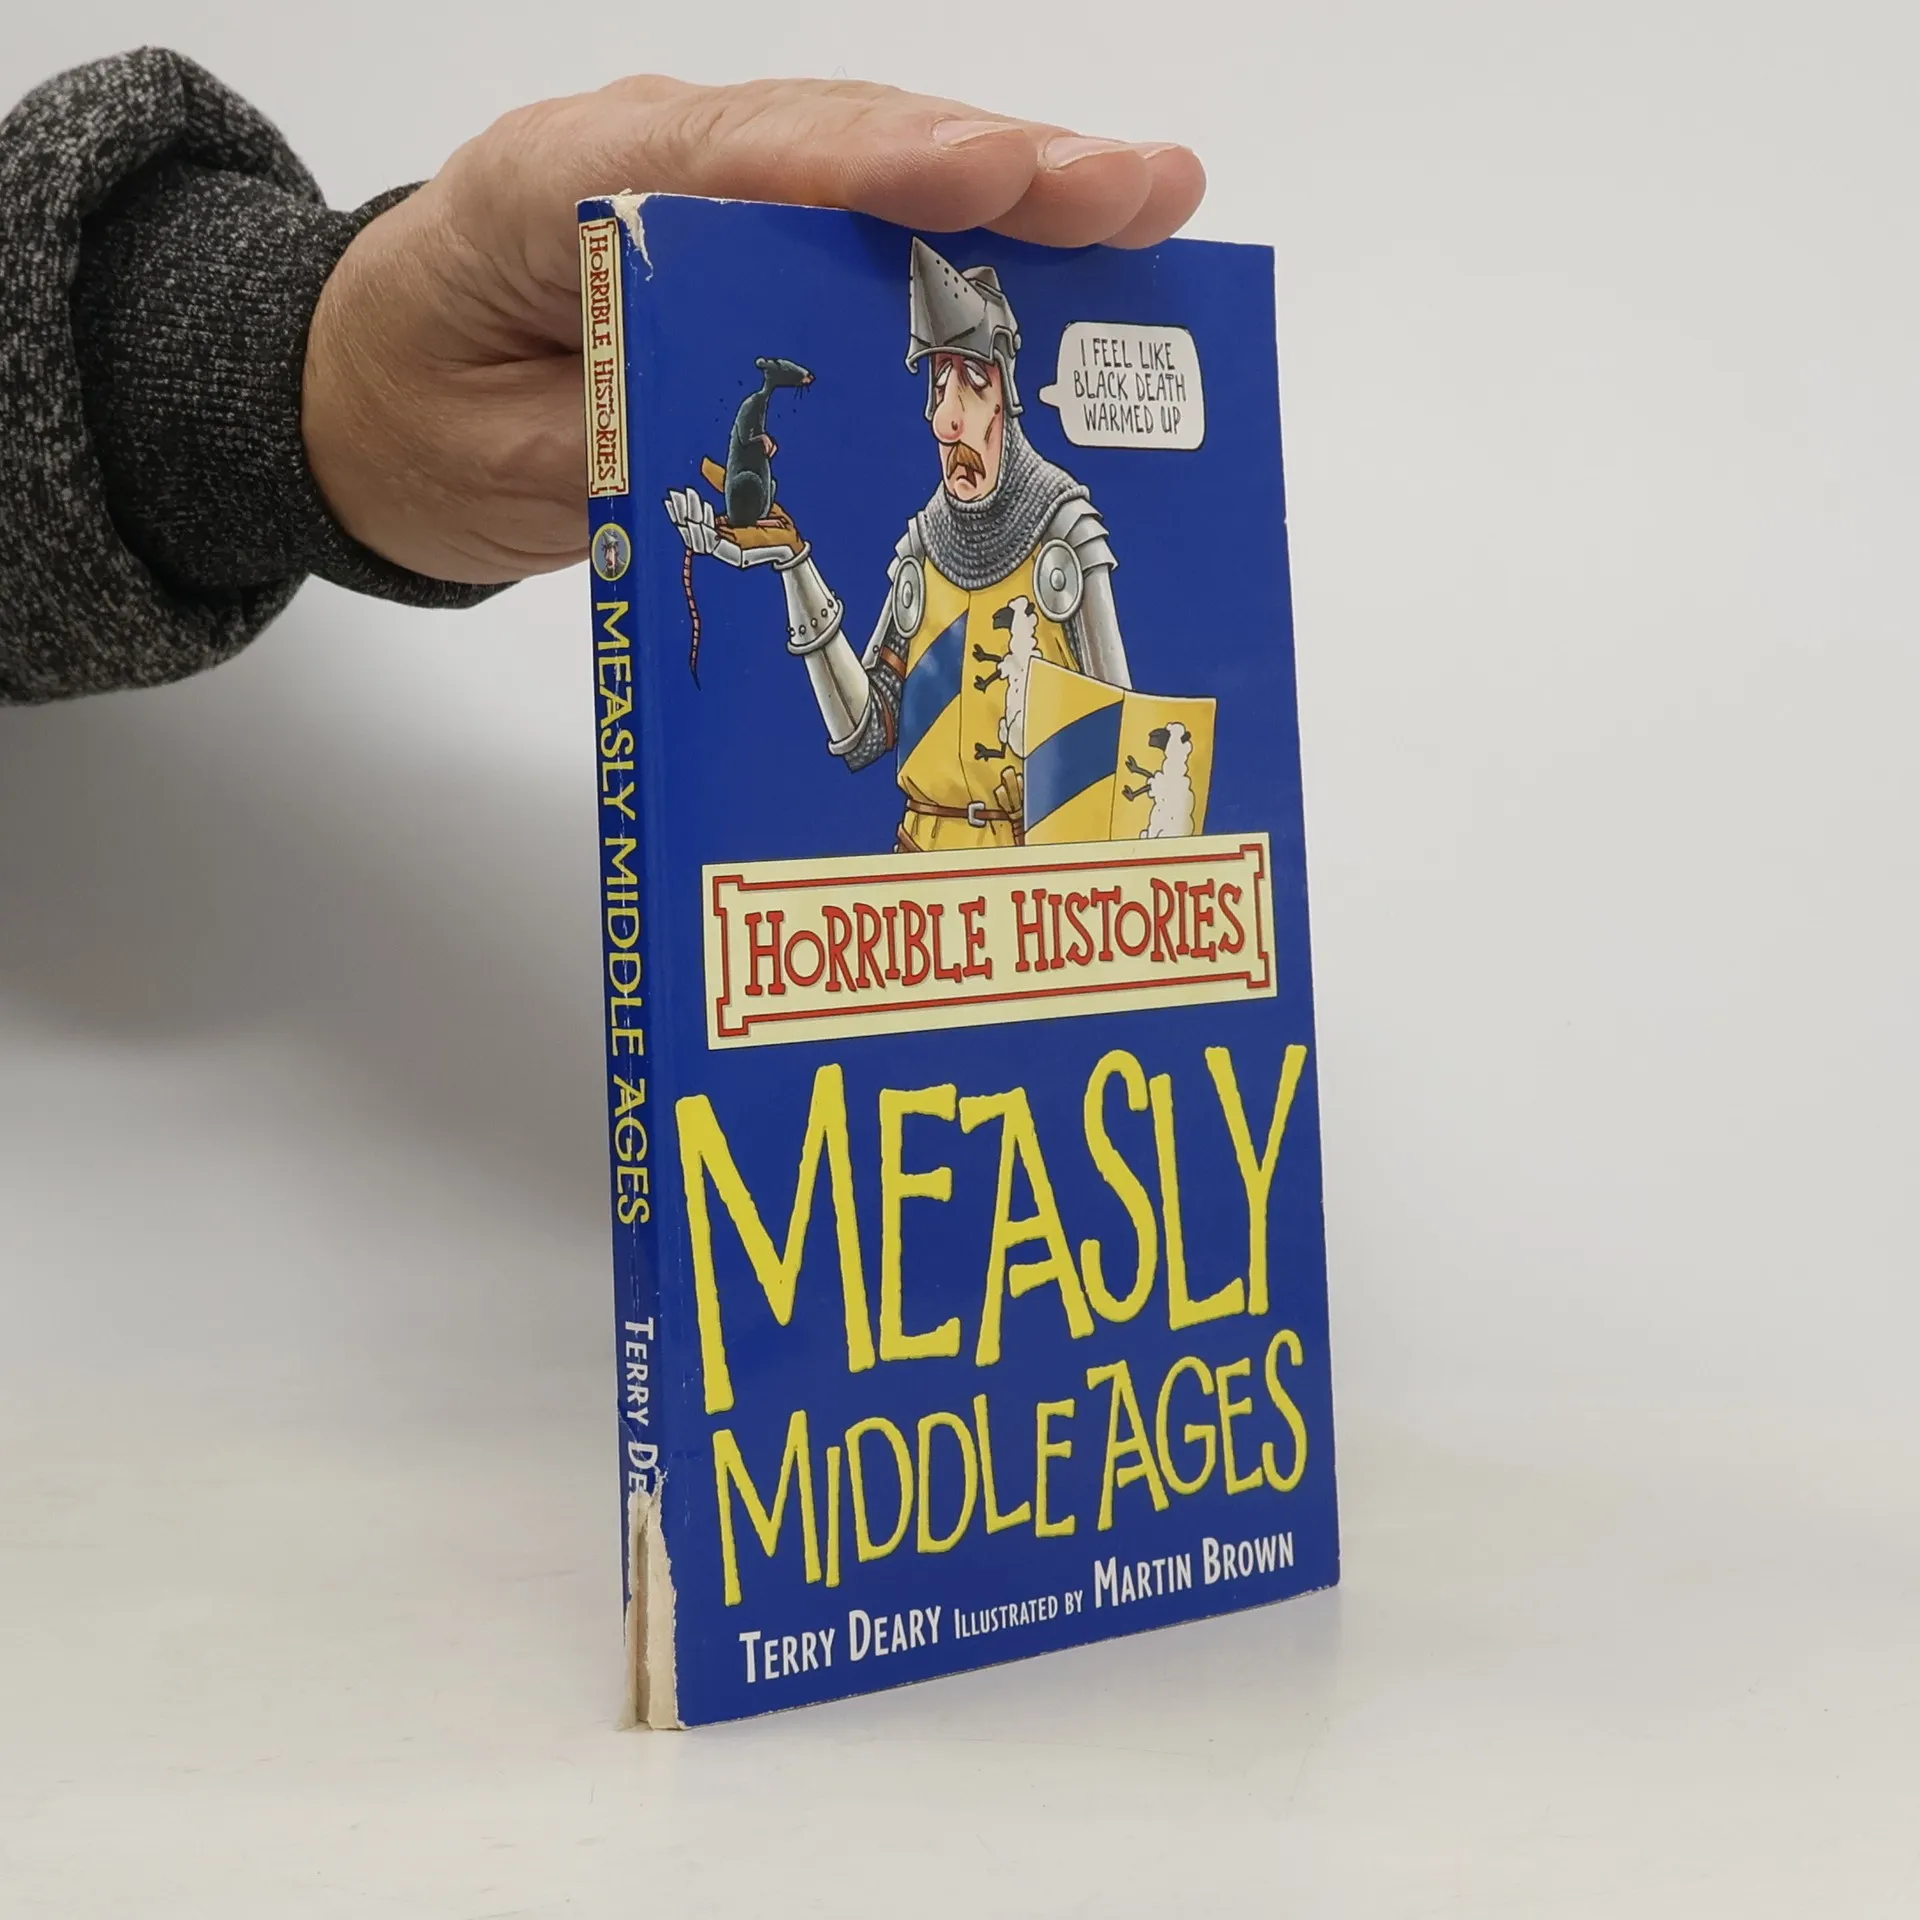 HORRIBLE HISTORIES
MEASLY MIDDLE AGES
TERRY DE
I FEEL LIKE
BLACK DEATH
WARMED UP
HORRIBLE HISTORIES
MEASLY
MIDDLE AGES
TERRY DEARY ILLUSTRATED BY MARTIN BROWN